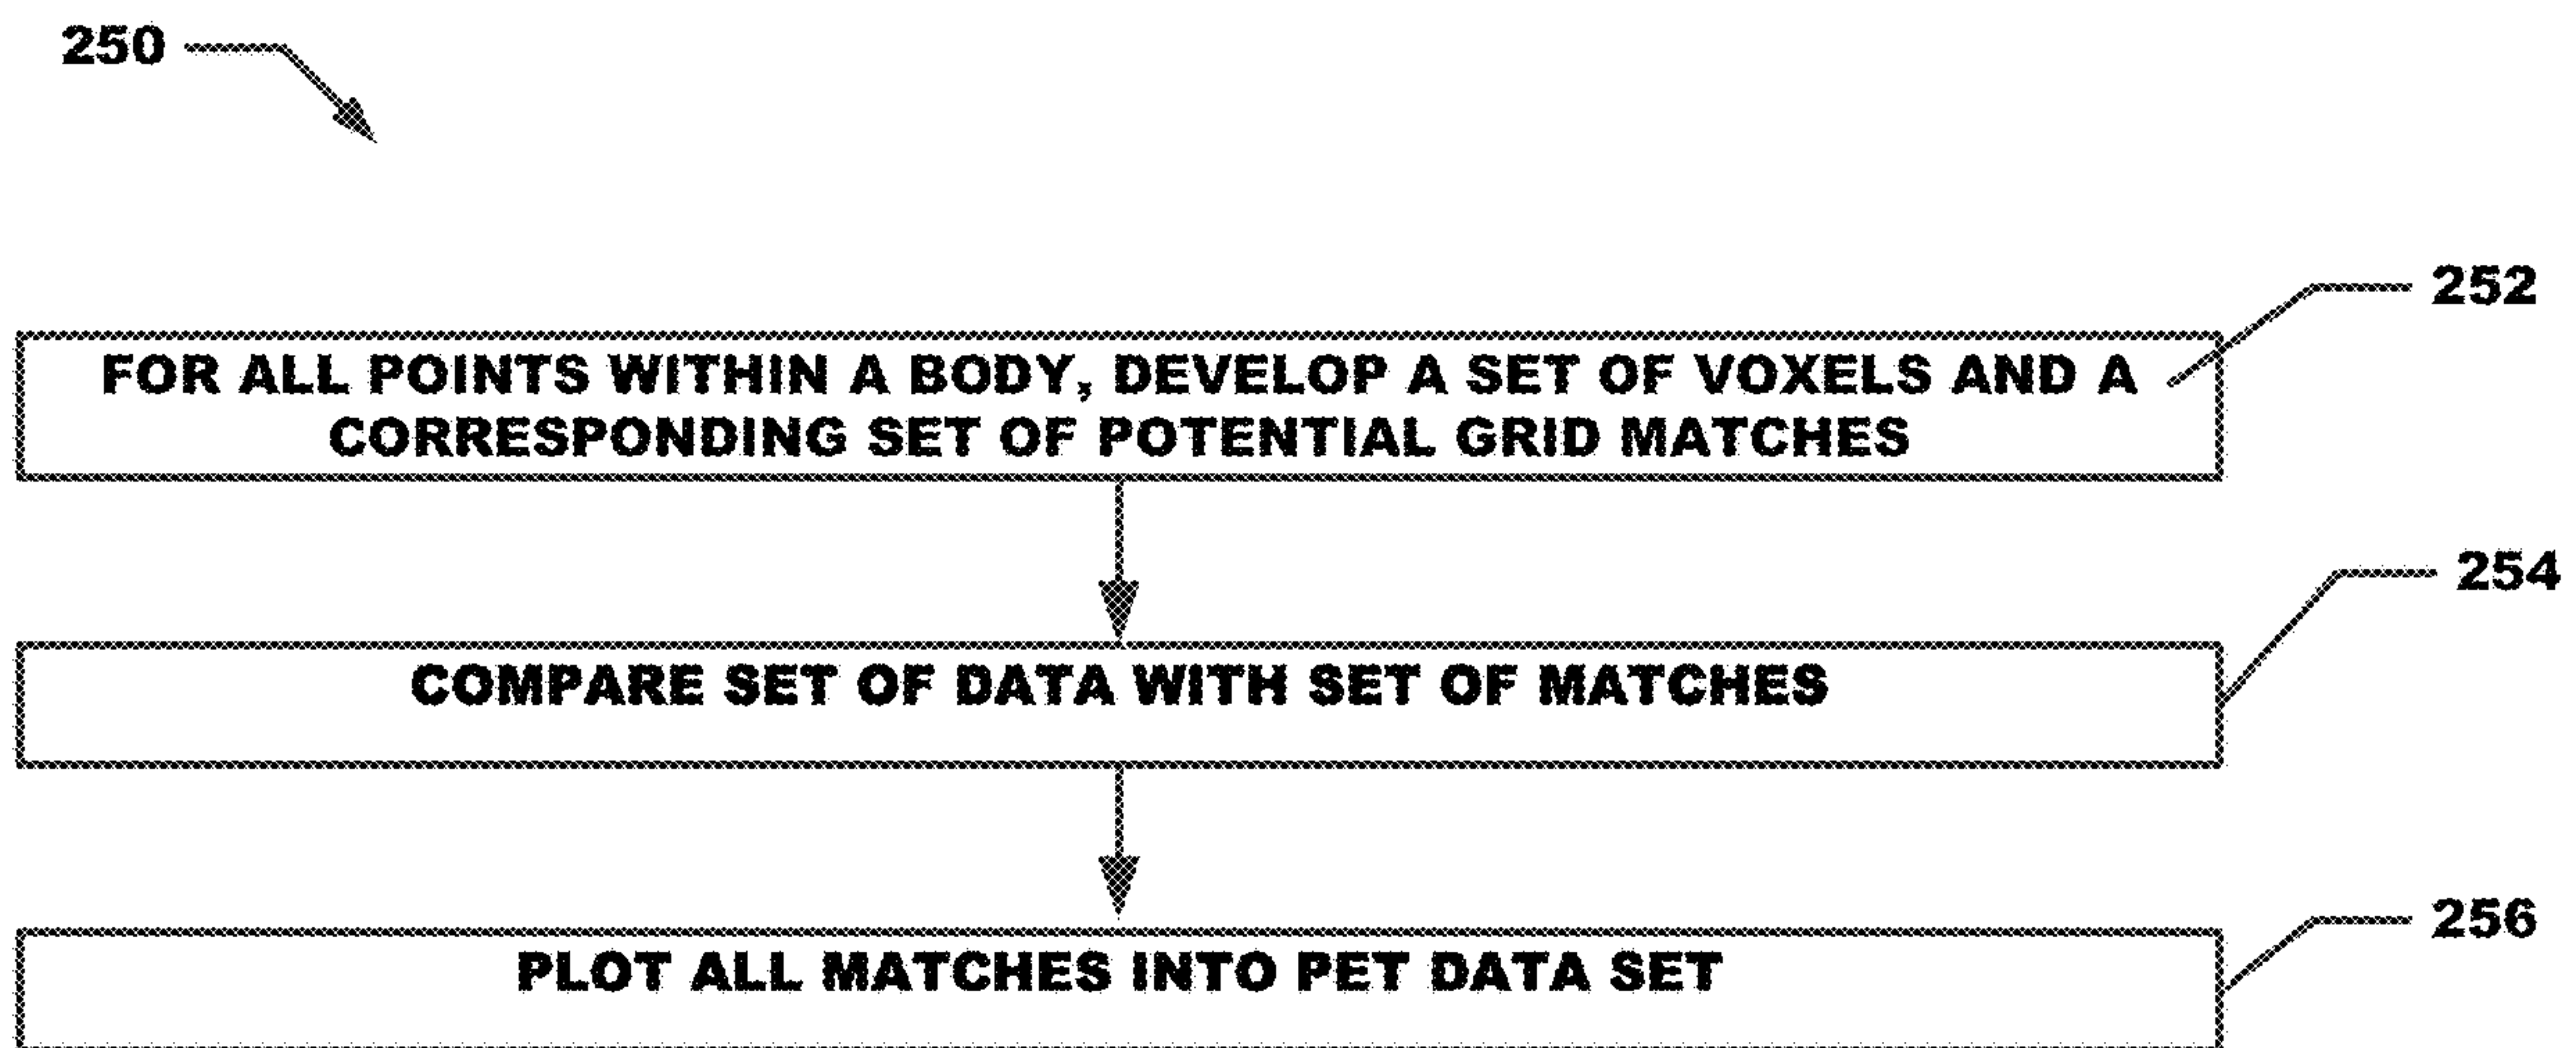 250
252
FOR ALL POINTS WITHIN A BODY, DEVELOP A SET OF VOXELS AND A
CORRESPONDING SET OF POTENTIAL GRID MATCHES
254
COMPARE SET OF DATA WITH SET OF MATCHES
256
PLOT ALL MATCHES INTO PET DATA SET